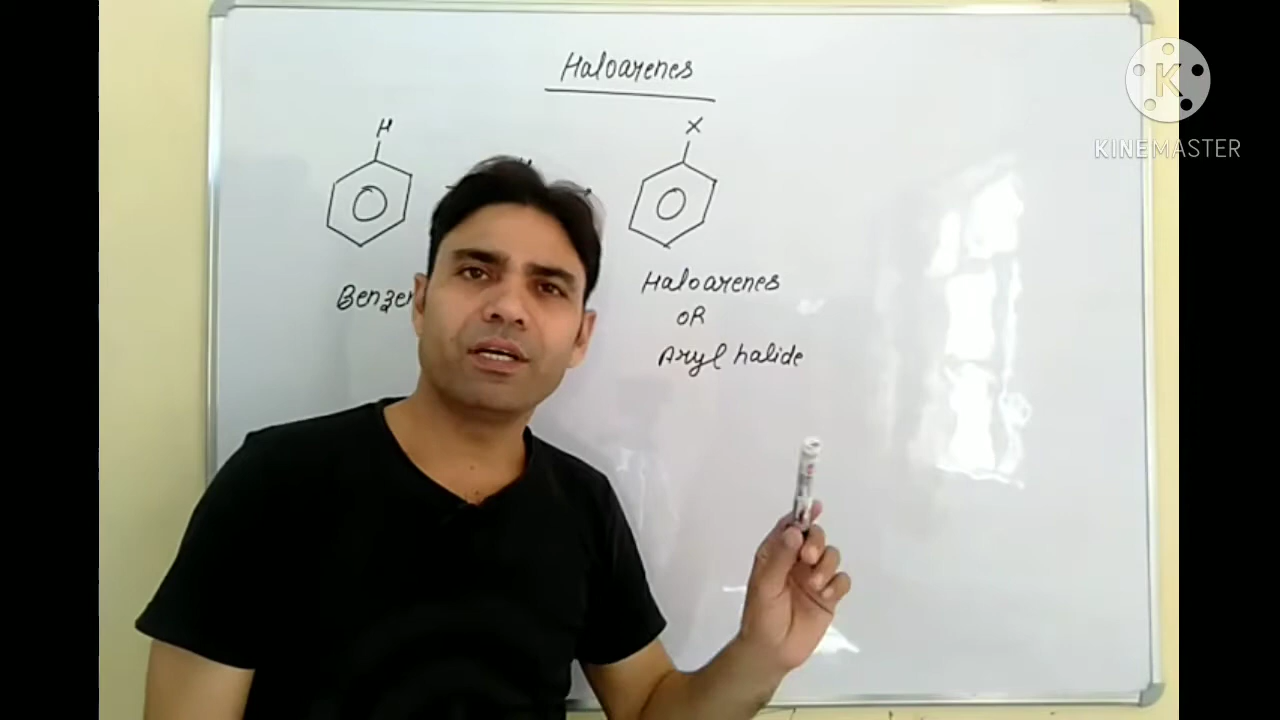 Haloarenes
H
X
Haloarenes
OR
Aryl halide
K
KINEMASTER